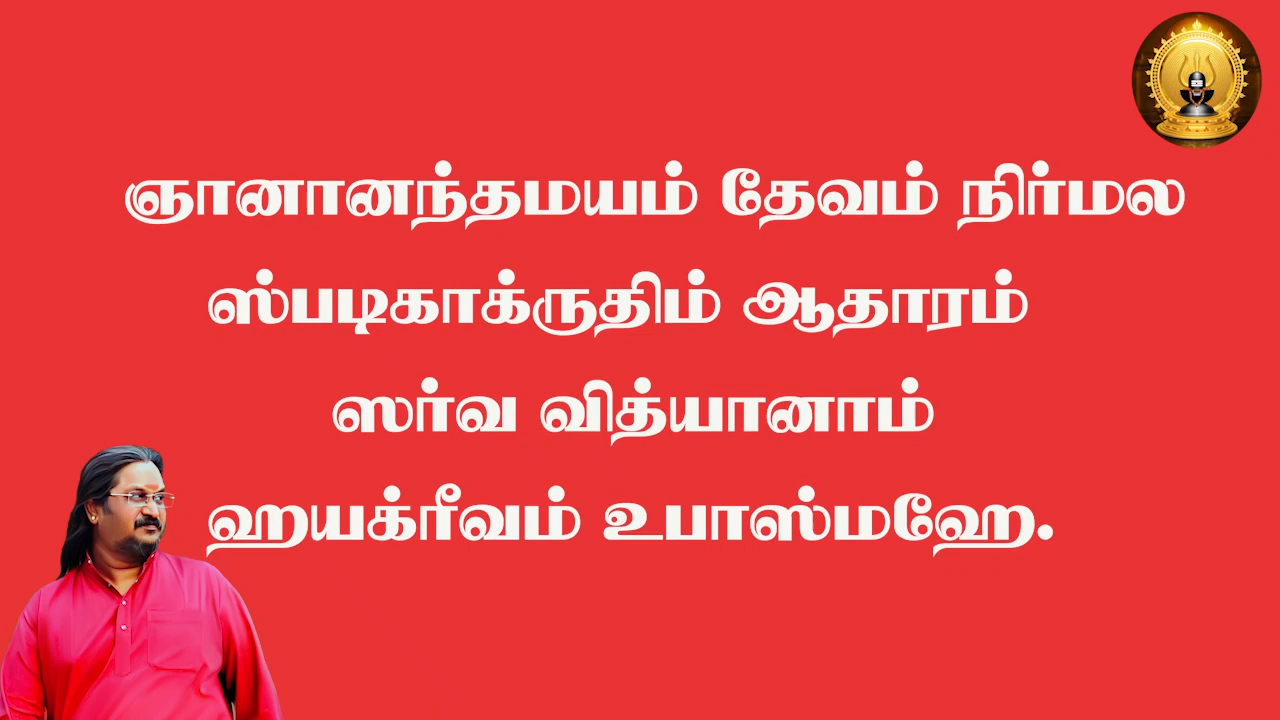 ஞானானந்தமயம் தேவம் நிர்மல
ஸ்படிகாக்ருதிம் ஆதாரம்
ஸர்வ வித்யானாம்
ஹயக்ரீவம் உபாஸ்மஹே.